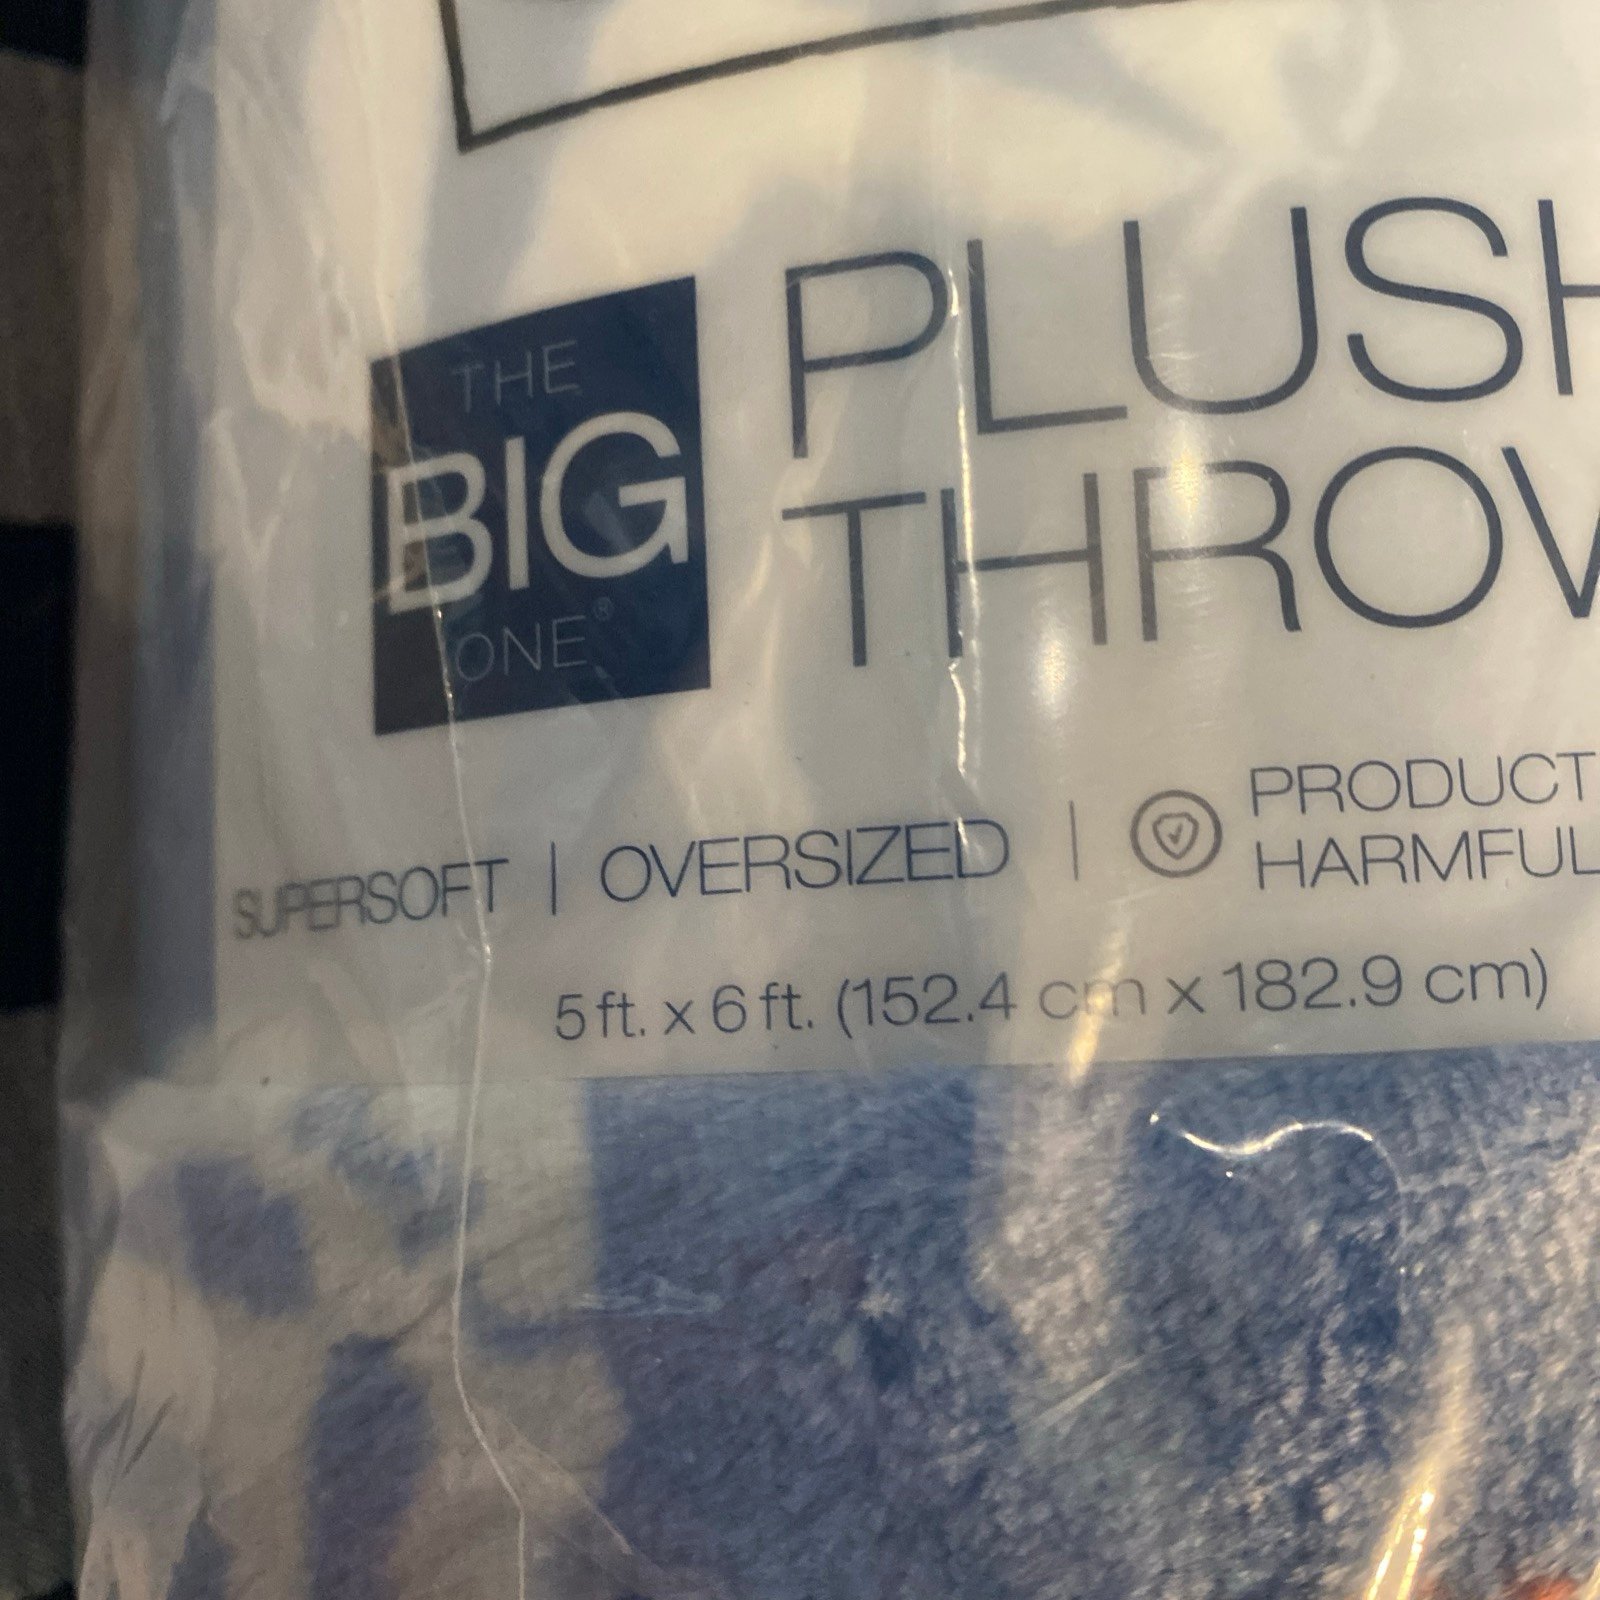 THE
BIG
ONE®
PLUSH
THROW
SUPERSOFT | OVERSIZED |
PRODUCT
HARMFUL
5 ft. x 6 ft. (152.4 cm x 182.9 cm)